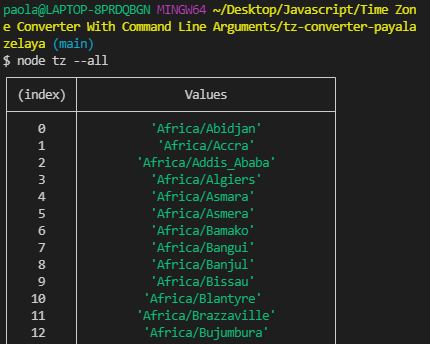 paola@LAPTOP-8PRDQBGN MINGW64 ~/Desktop/Javascript/Time Zon
e Converter With Command Line Arguments/tz-converter-payala
zelaya (main)
$ node tz --all
(index) Values
0 'Africa/Abidjan'
1 'Africa/Accra'
2 'Africa/Addis_Ababa'
3 'Africa/Algiers'
4 'Africa/Asmara'
5 'Africa/Asmera'
6 'Africa/Bamako'
7 'Africa/Bangui'
8 'Africa/Banjul'
9 'Africa/Bissau'
10 'Africa/Blantyre'
11 'Africa/Brazzaville'
12 'Africa/Bujumbura'